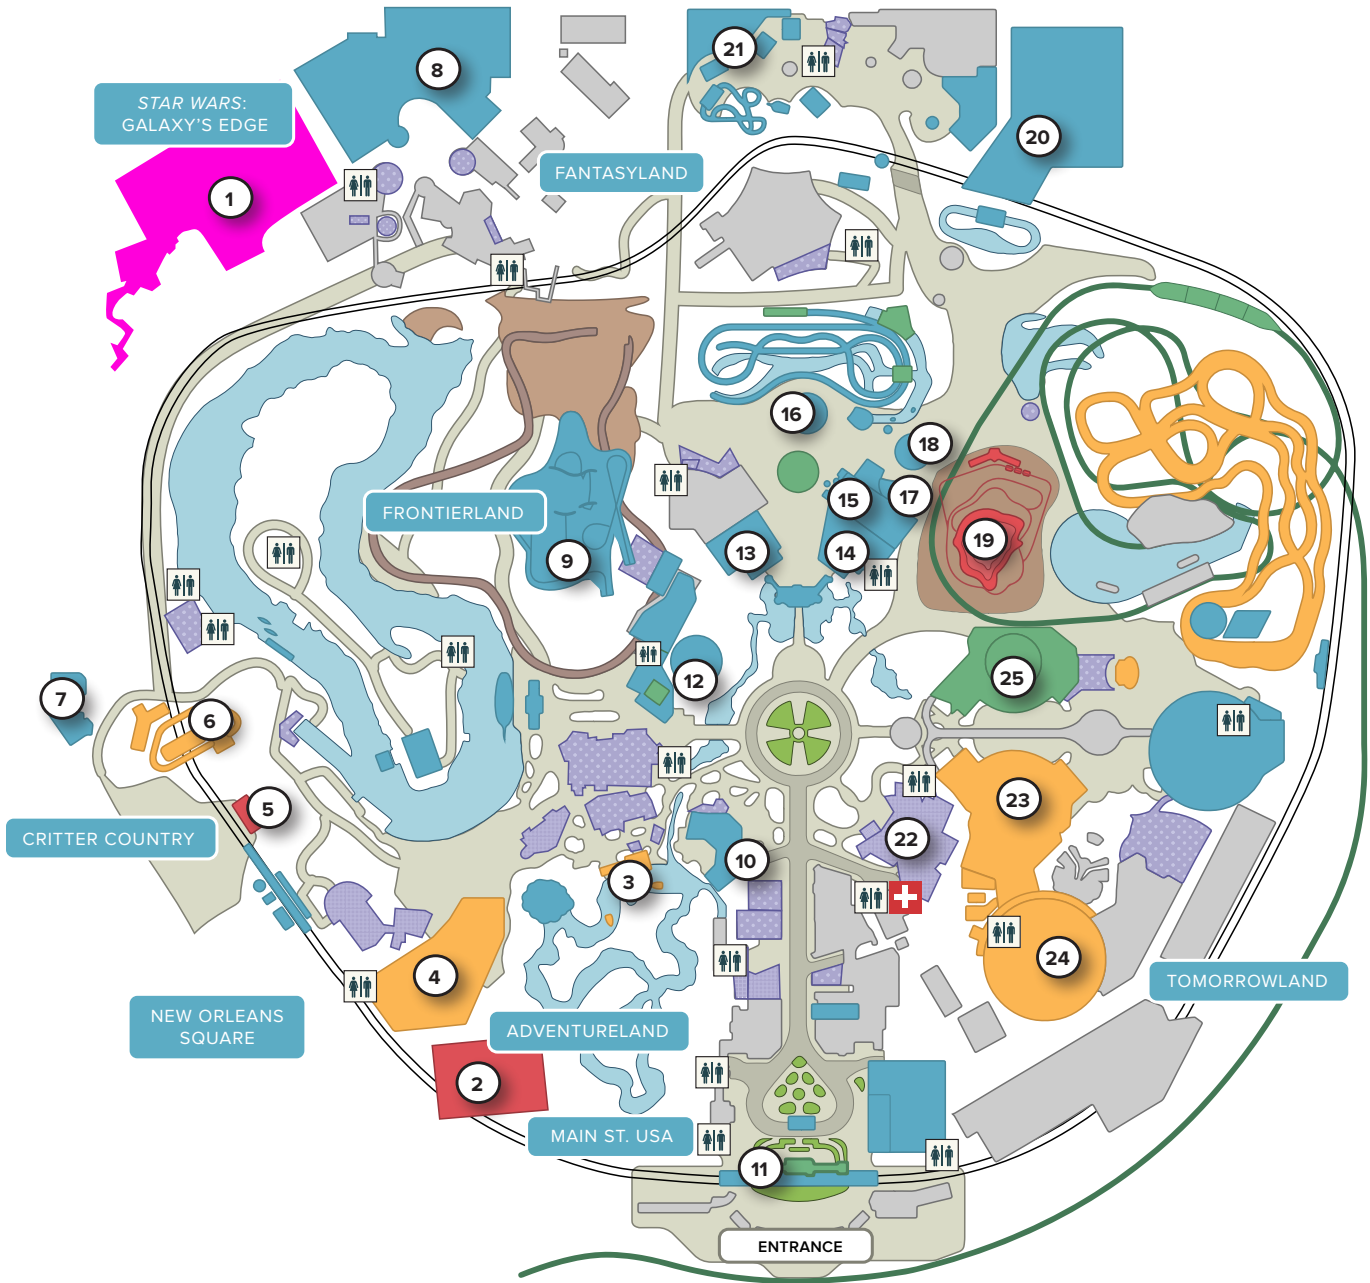 21
8
20
STAR WARS:
GALAXY'S EDGE
FANTASYLAND
1
16
18
15
17
FRONTIERLAND
19
13
14
9
25
12
7
6
23
5
22
CRITTER COUNTRY
10
3
24
4
TOMORROWLAND
NEW ORLEANS
SQUARE
ADVENTURELAND
2
MAIN ST. USA
11
ENTRANCE